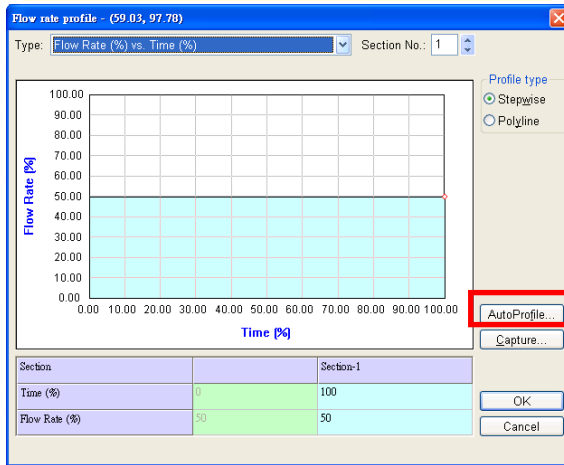 Flow rate profile - (59.03, 97.78)
Type: Flow Rate (%) vs. Time (%) Section No.: 1
Profile type
Stepwise
Polyline
100.00
90.00
80.00
70.00
60.00
50.00
40.00
30.00
20.00
10.00
0.00
Flow Rate (%)
0.00 10.00 20.00 30.00 40.00 50.00 60.00 70.00 80.00 90.00 100.00
Time (%)
AutoProfile...
Capture...
Section Section-1
Time (%) 0 100
Flow Rate (%) 50 50
OK
Cancel